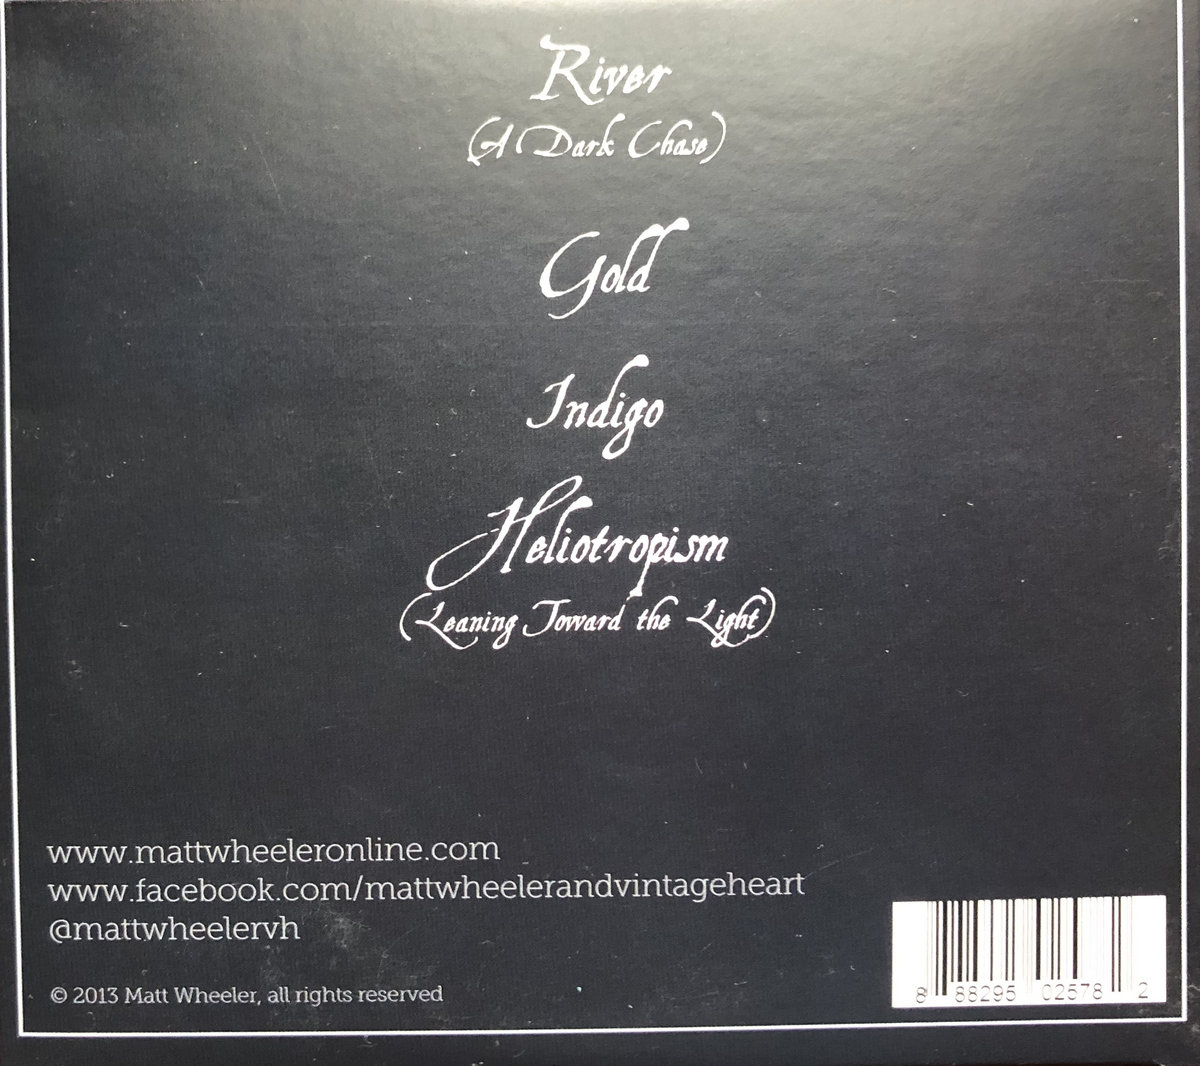 River
(A Dark Chase)
Gold
Indigo
Heliotropism
(Leaning Toward the Light)
www.mattwheeleronline.com
www.facebook.com/mattwheelerandvintageheart
@mattwheelervh
© 2013 Matt Wheeler, all rights reserved
8 88295 02578 2